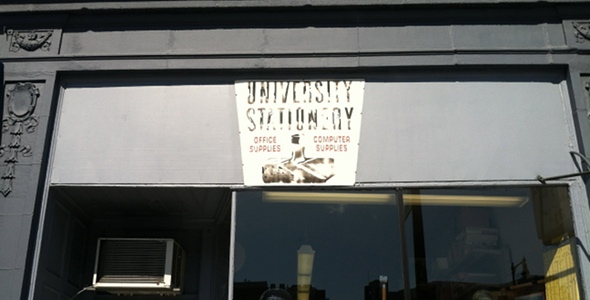 UNIVERSITY
STATIONERY
OFFICE COMPUTER
SUPPLIES SUPPLIES